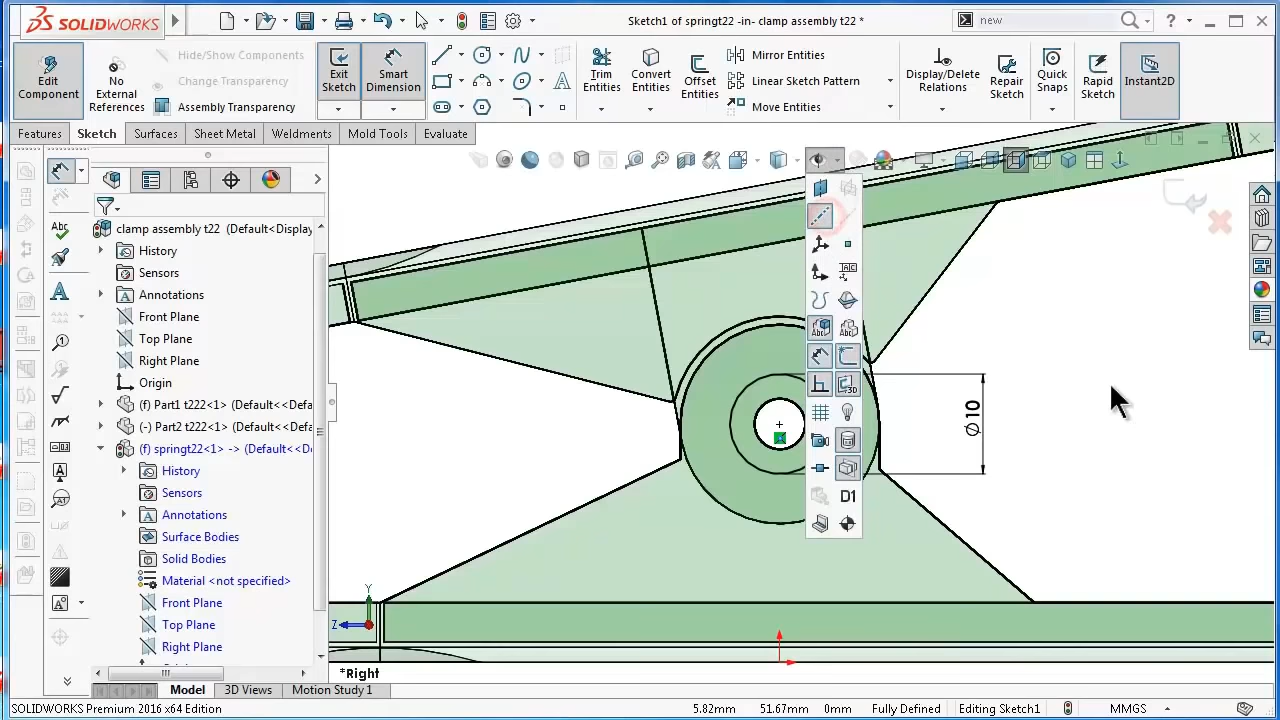 SOLIDWORKS
Sketch1 of springt22 -in- clamp assembly t22 *
new
Edit Component
No External References
Hide/Show Components
Change Transparency
Assembly Transparency
Exit Sketch
Smart Dimension
Trim Entities
Convert Entities
Offset Entities
Mirror Entities
Linear Sketch Pattern
Move Entities
Display/Delete Relations
Repair Sketch
Quick Snaps
Rapid Sketch
Instant2D
Features
Sketch
Surfaces
Sheet Metal
Weldments
Mold Tools
Evaluate
clamp assembly t22 (Default<Display
History
Sensors
Annotations
Front Plane
Top Plane
Right Plane
Origin
(f) Part1 t222<1> (Default<<Defa
(-) Part2 t22<1> (Default<<Defau
(f) springt22<1> -> (Default<<De
History
Sensors
Annotations
Surface Bodies
Solid Bodies
Material <not specified>
Front Plane
Top Plane
Right Plane
Abc
D1
∅10
Y
Z
*Right
Model
3D Views
Motion Study 1
SOLIDWORKS Premium 2016 x64 Edition
5.82mm
51.67mm
0mm
Fully Defined
Editing Sketch1
MMGS